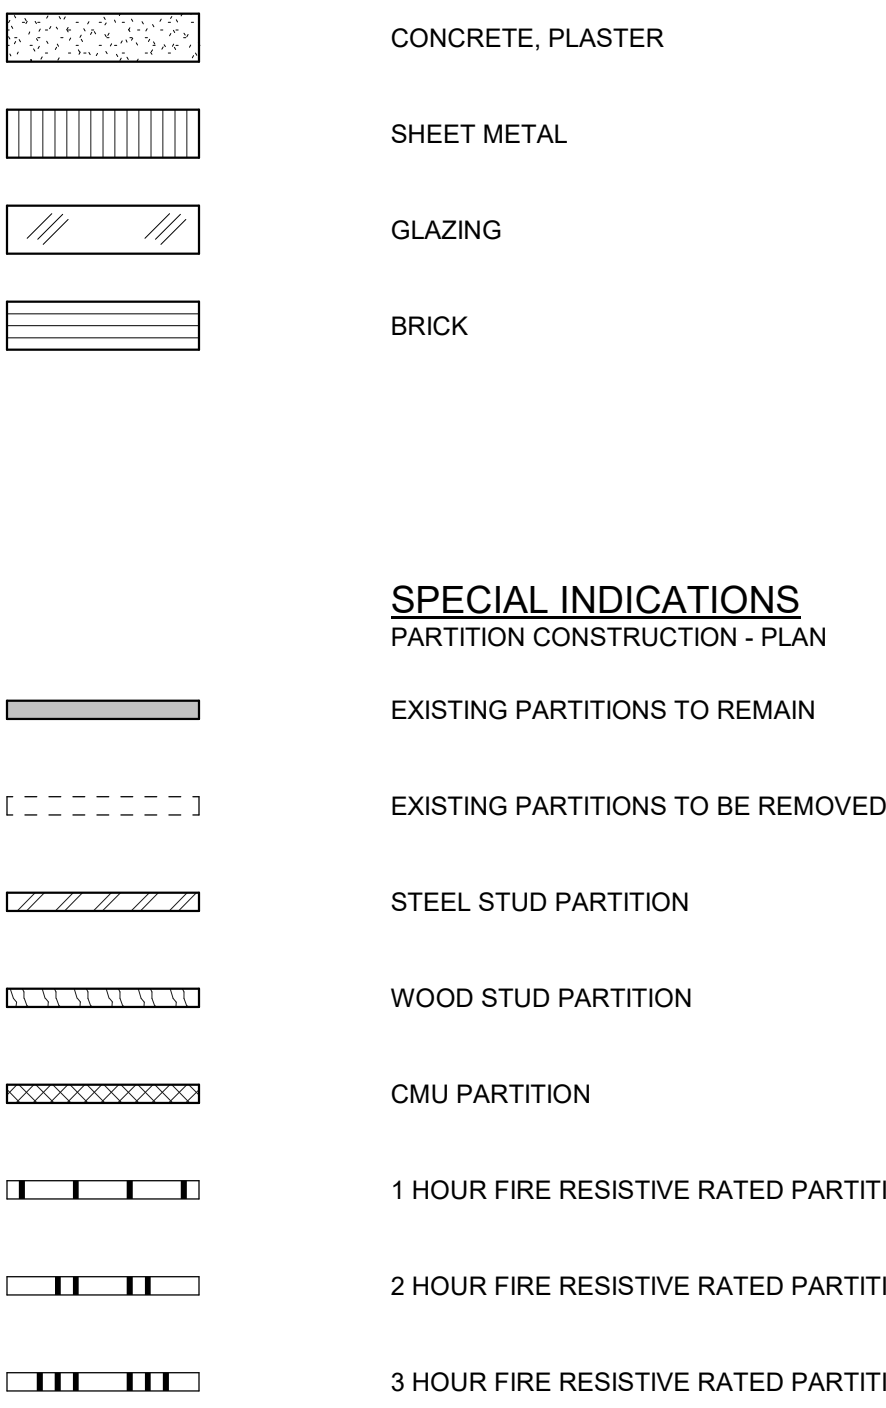 CONCRETE, PLASTER
SHEET METAL
GLAZING
BRICK
SPECIAL INDICATIONS
PARTITION CONSTRUCTION - PLAN
EXISTING PARTITIONS TO REMAIN
EXISTING PARTITIONS TO BE REMOVED
STEEL STUD PARTITION
WOOD STUD PARTITION
CMU PARTITION
1 HOUR FIRE RESISTIVE RATED PARTITI
2 HOUR FIRE RESISTIVE RATED PARTITI
3 HOUR FIRE RESISTIVE RATED PARTITI